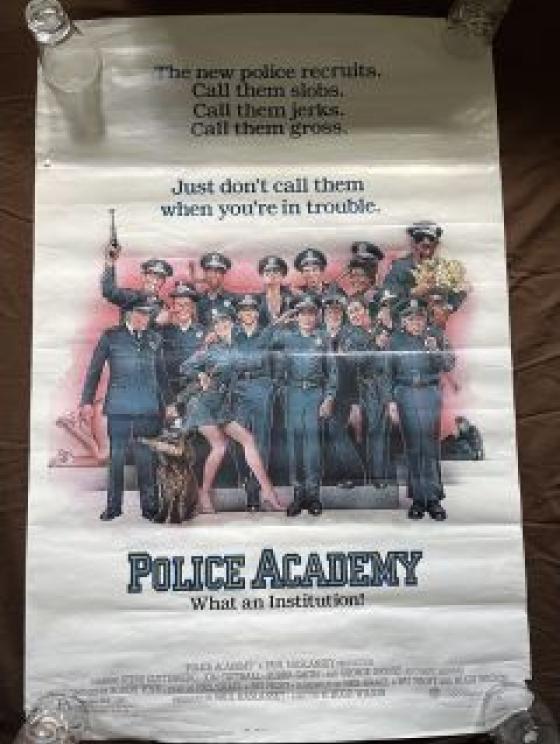 The new police recruits.
Call them slobs.
Call them jerks.
Call them gross.
Just don't call them
when you're in trouble.
POLICE ACADEMY
What an Institution!